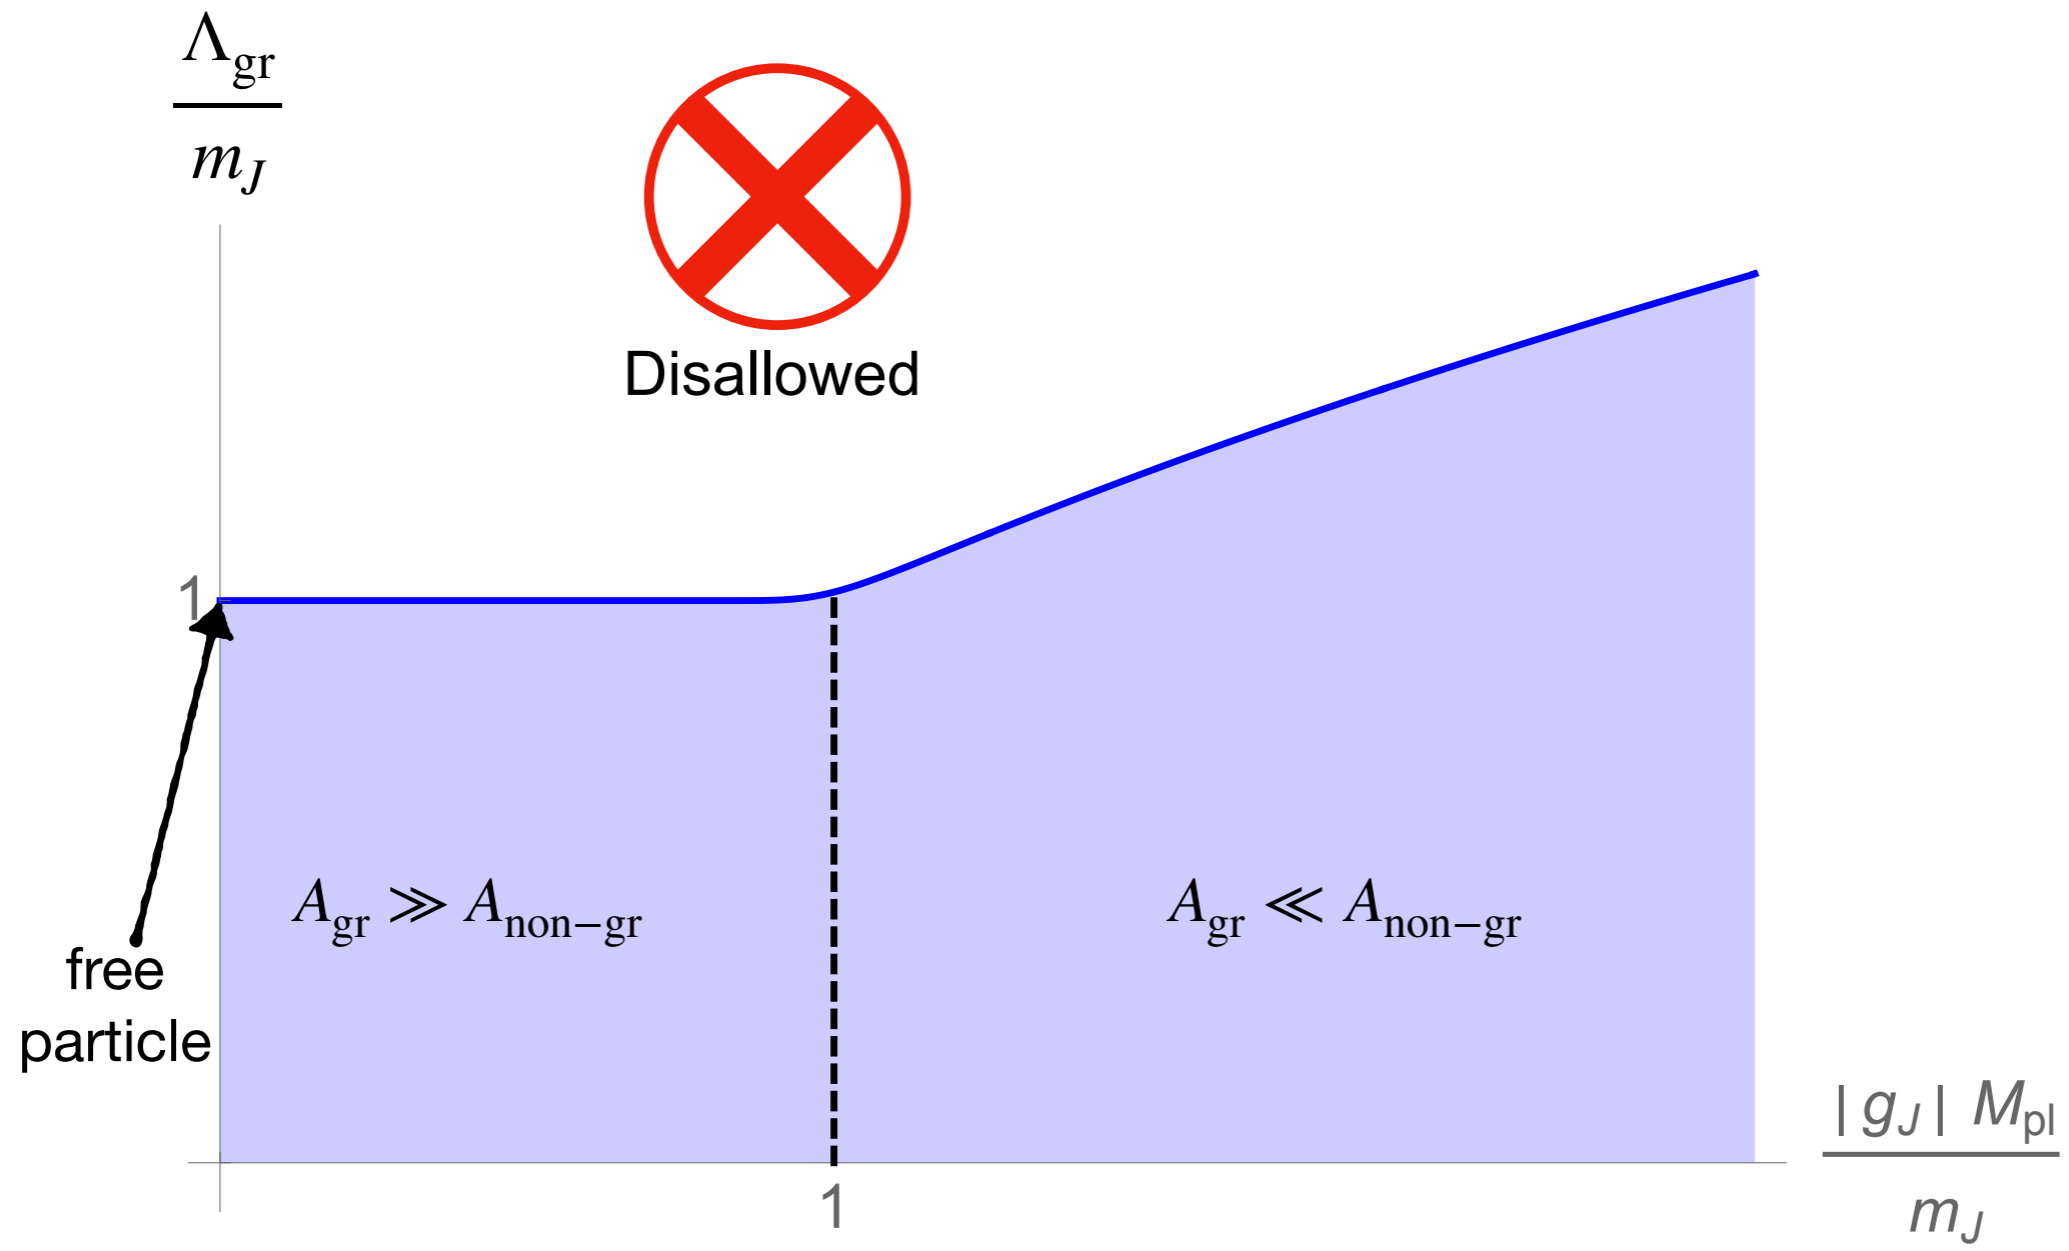 Λgr
mJ
Disallowed
1
Agr ≫ Anon−gr
Agr ≪ Anon−gr
free
particle
| gJ | Mpl
mJ
1